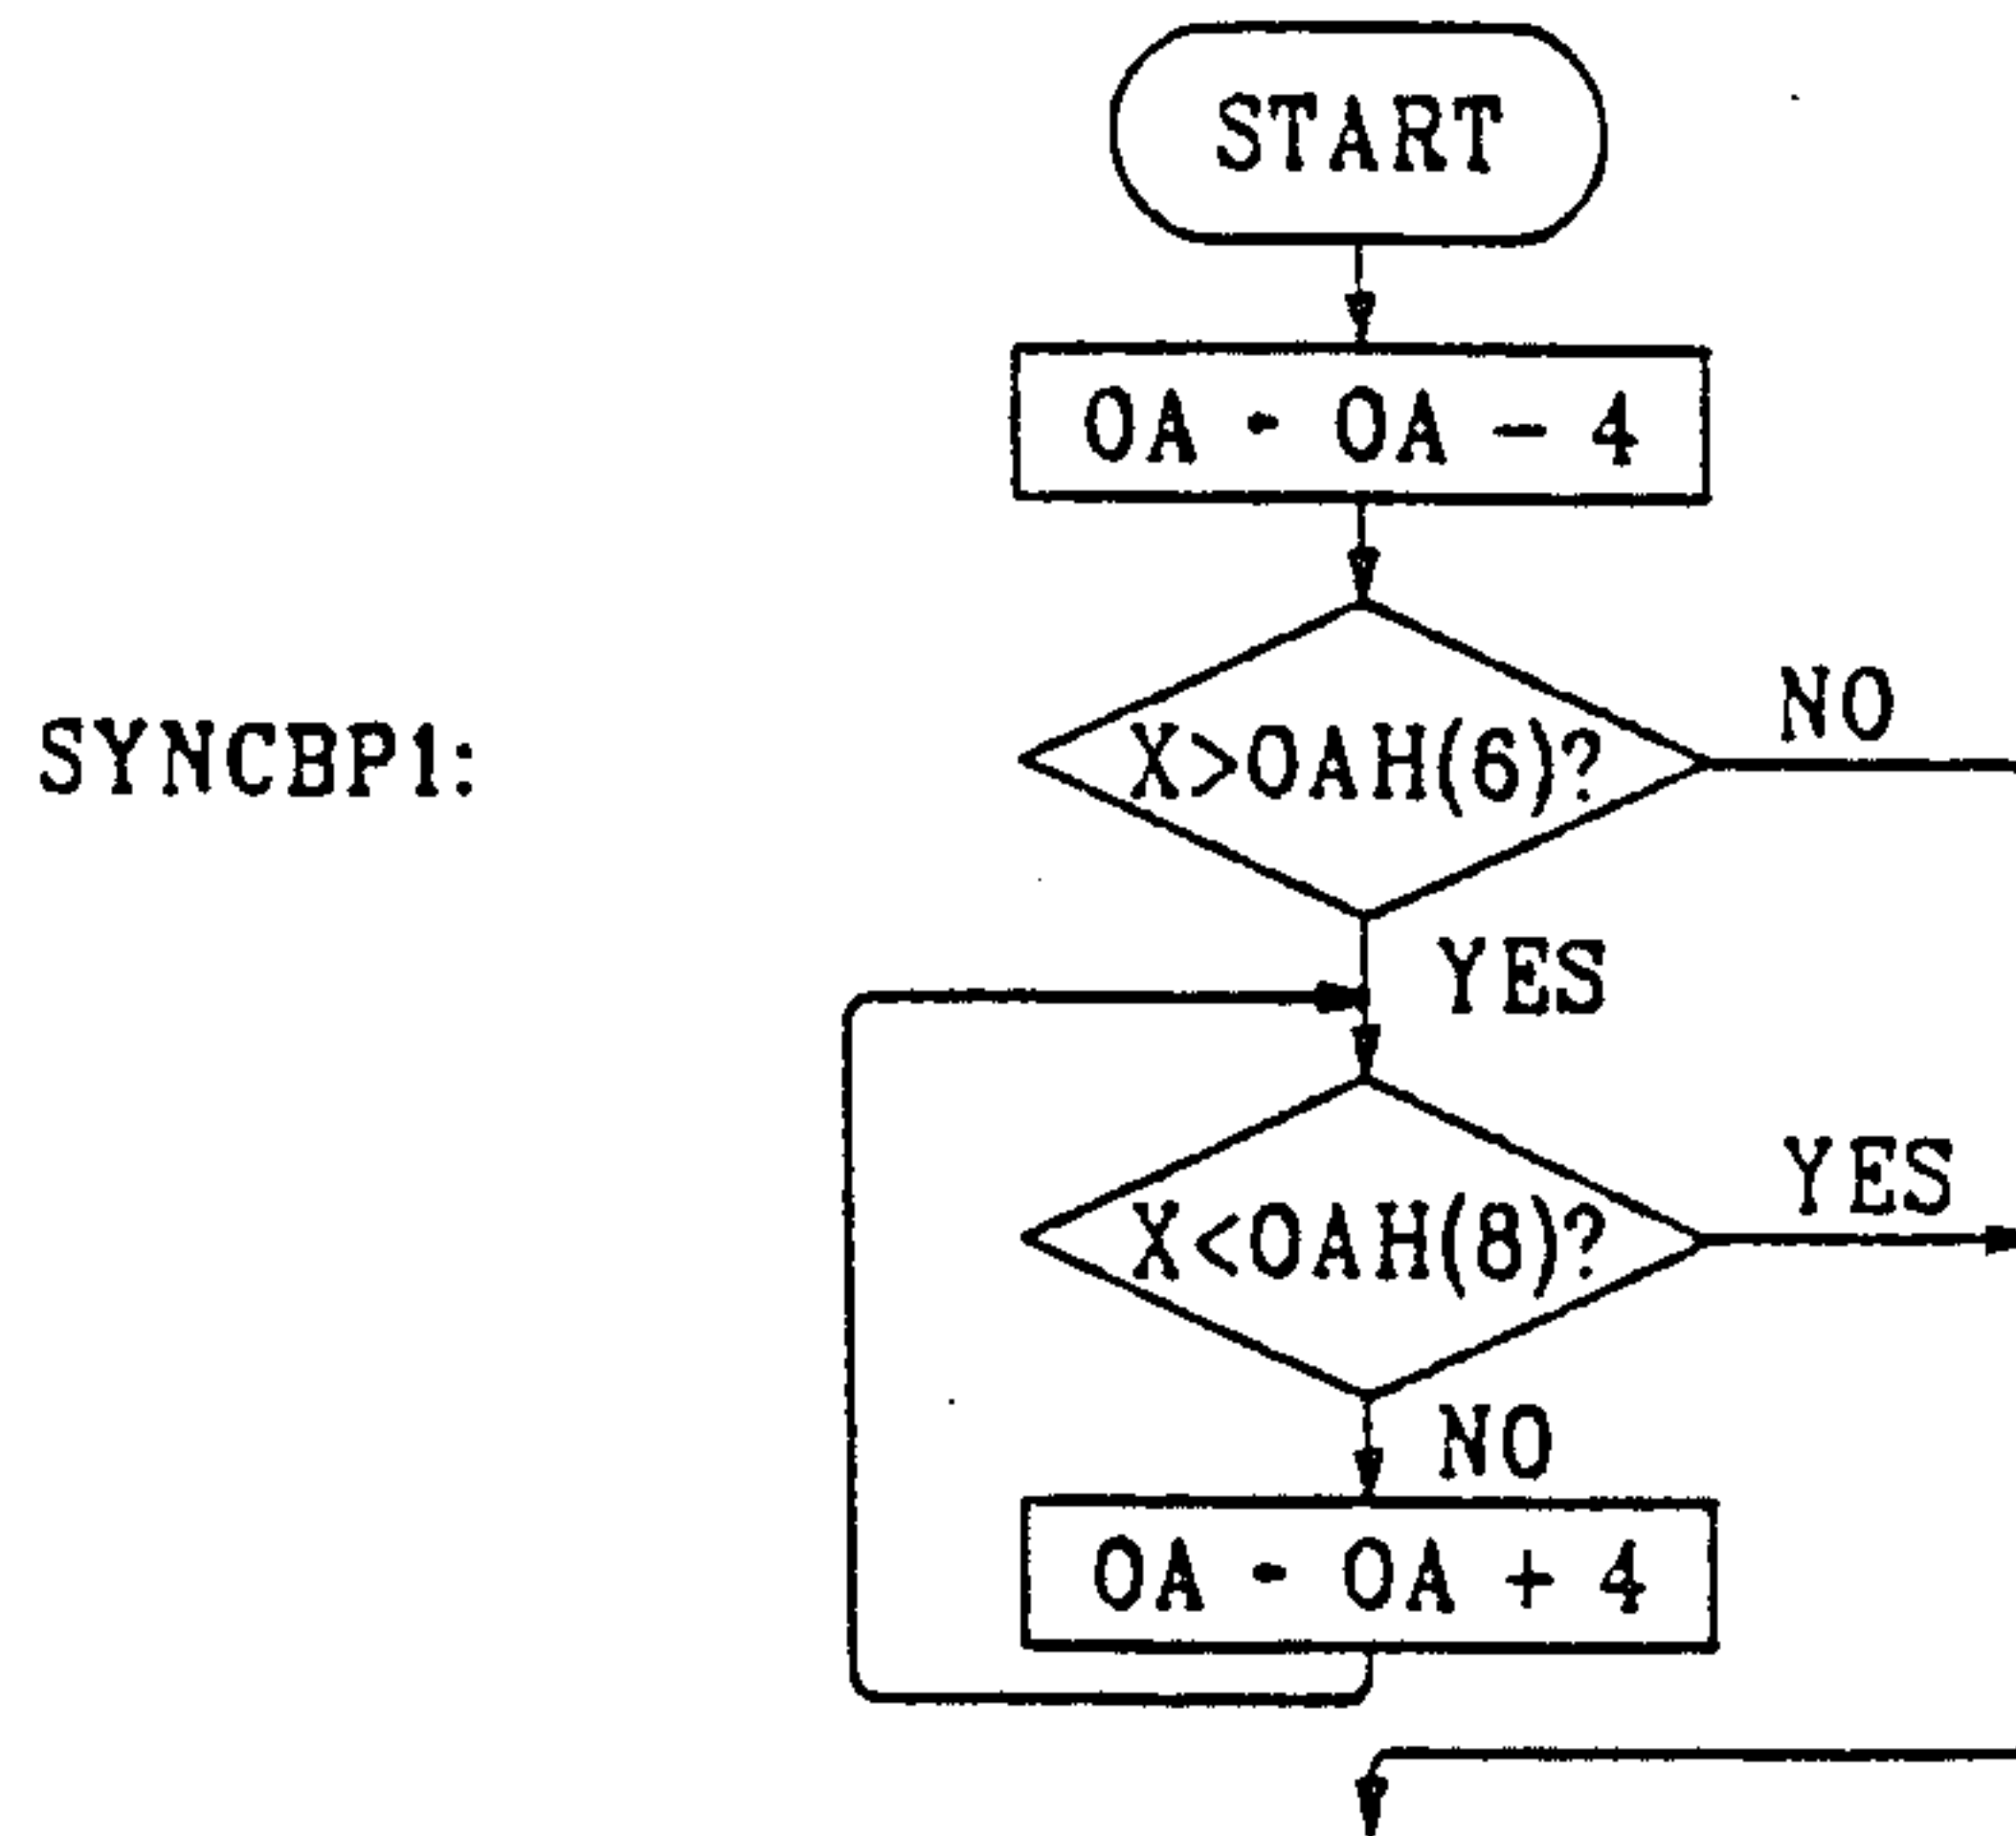 START
OA - OA - 4
SYNCBP1:
X>OAH(6)?
NO
YES
X<OAH(8)?
YES
NO
OA - OA + 4